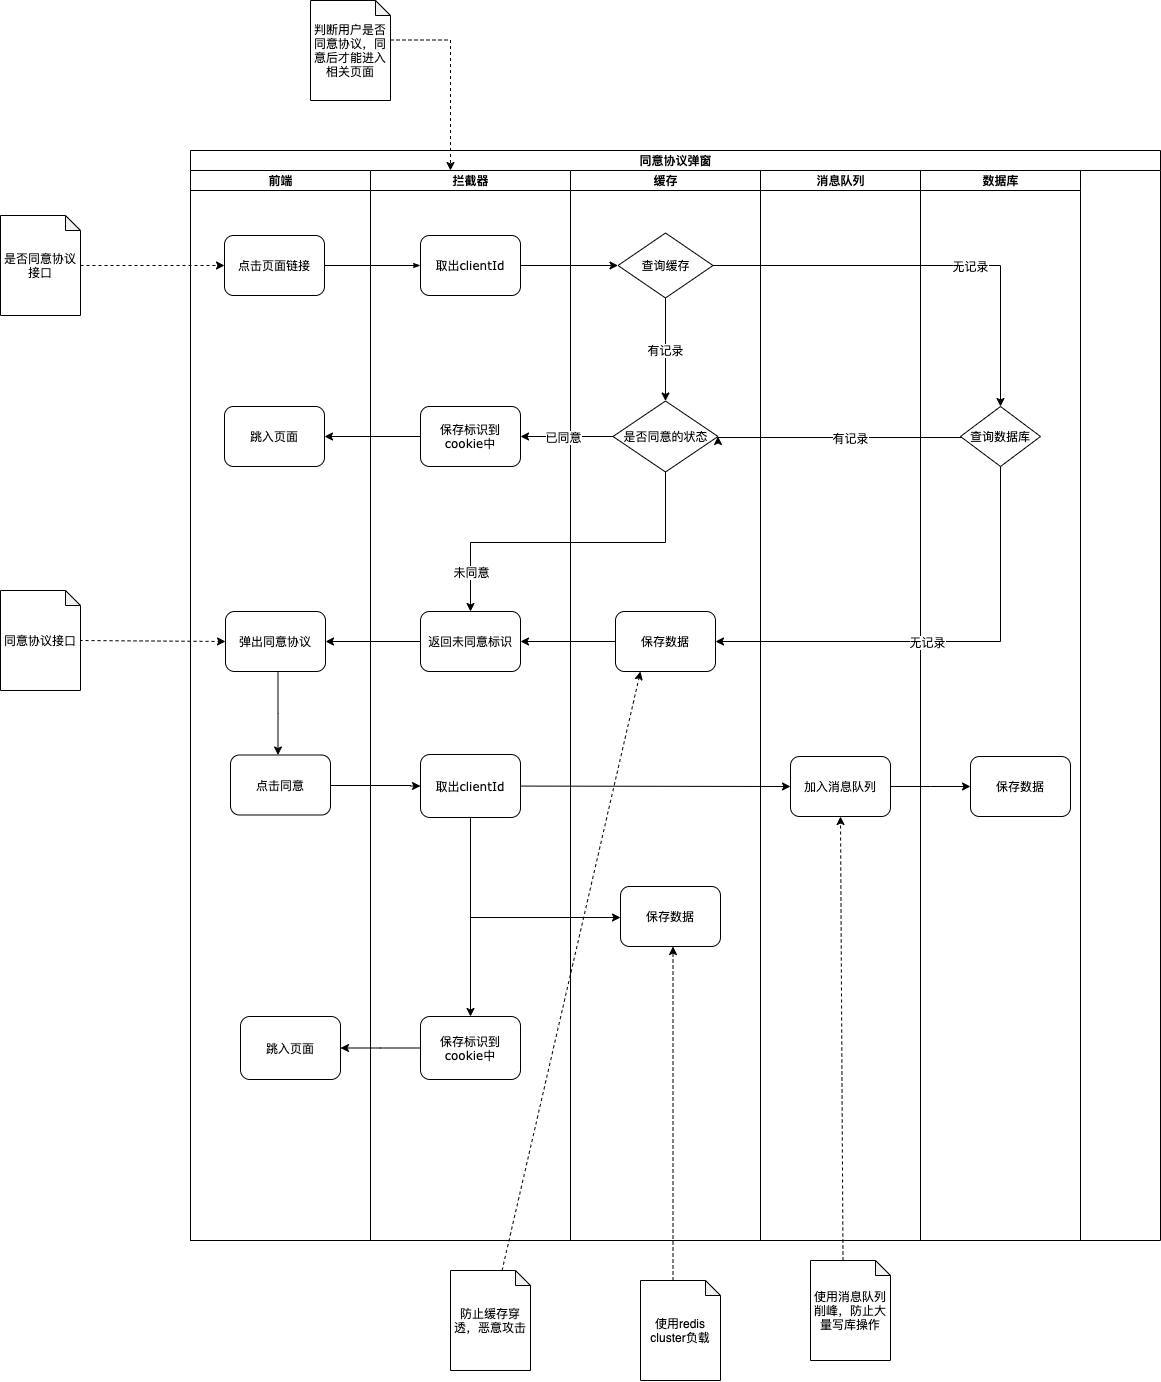 判断用户是否
同意协议，同
意后才能进入
相关页面
同意协议弹窗
前端
拦截器
缓存
消息队列
数据库
是否同意协议
接口
点击页面链接
取出clientId
查询缓存
无记录
有记录
跳入页面
保存标识到
cookie中
已同意
是否同意的状态
有记录
查询数据库
未同意
同意协议接口
弹出同意协议
返回未同意标识
保存数据
无记录
点击同意
取出clientId
加入消息队列
保存数据
保存数据
跳入页面
保存标识到
cookie中
防止缓存穿
透，恶意攻击
使用redis
cluster负载
使用消息队列
削峰，防止大
量写库操作